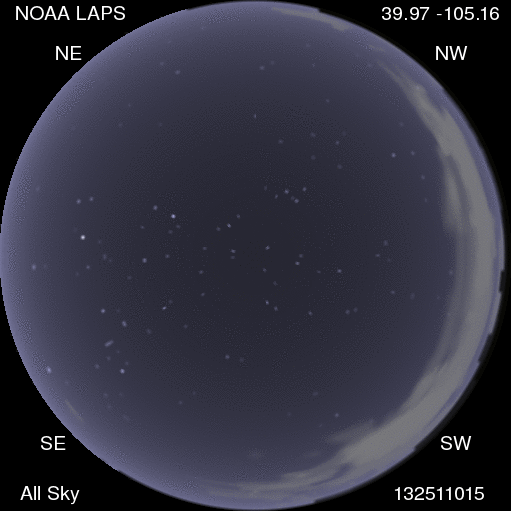 NOAA LAPS 39.97 -105.16
NE NW
SE SW
All Sky 132511015